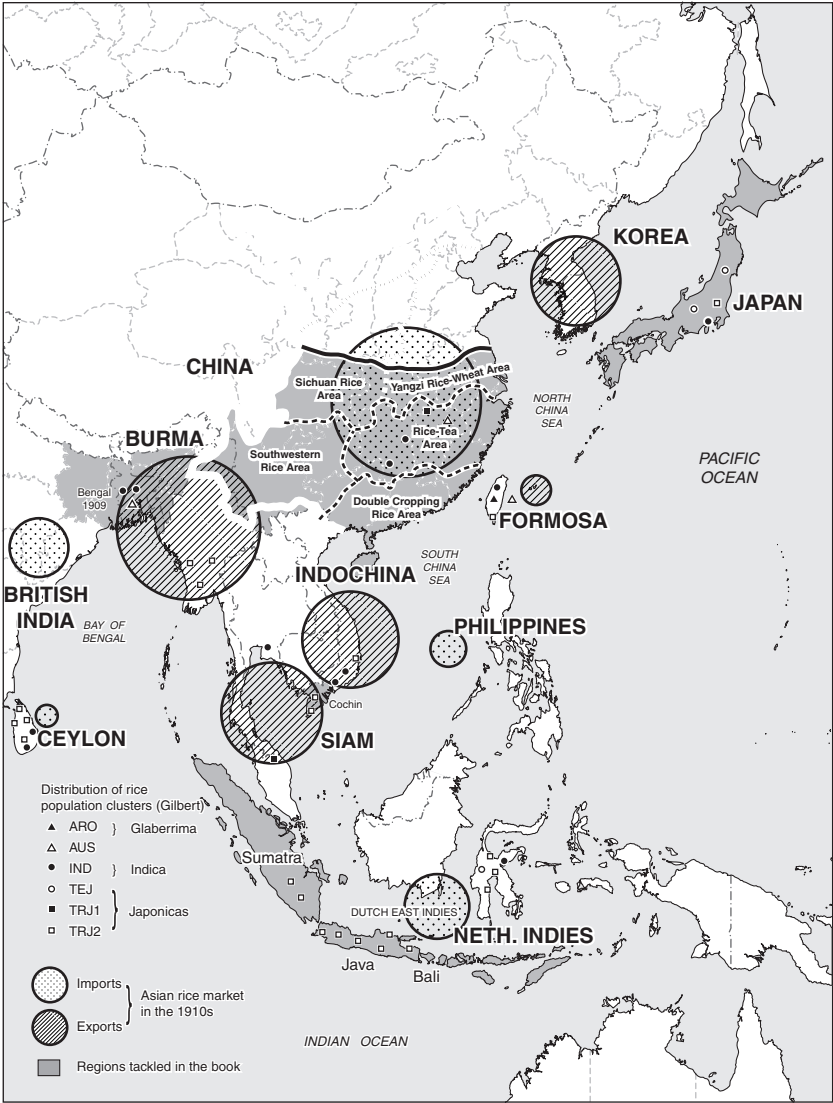 KOREA
JAPAN
CHINA
Sichuan Rice
Area
Yangzi Rice-Wheat Area
NORTH
CHINA
SEA
Rice-Tea
Area
BURMA
Southwestern
Rice Area
PACIFIC
OCEAN
Bengal
1909
Double Cropping
Rice Area
FORMOSA
SOUTH
CHINA
SEA
INDOCHINA
BRITISH
INDIA
BAY OF
BENGAL
PHILIPPINES
Cochin
CEYLON
SIAM
Distribution of rice
population clusters (Gilbert)
ARO } Glaberrima
AUS
IND } Indica
TEJ
TRJ1 } Japonicas
TRJ2
Sumatra
DUTCH EAST INDIES
NETH. INDIES
Java
Bali
Imports
Exports
Asian rice market
in the 1910s
INDIAN OCEAN
Regions tackled in the book